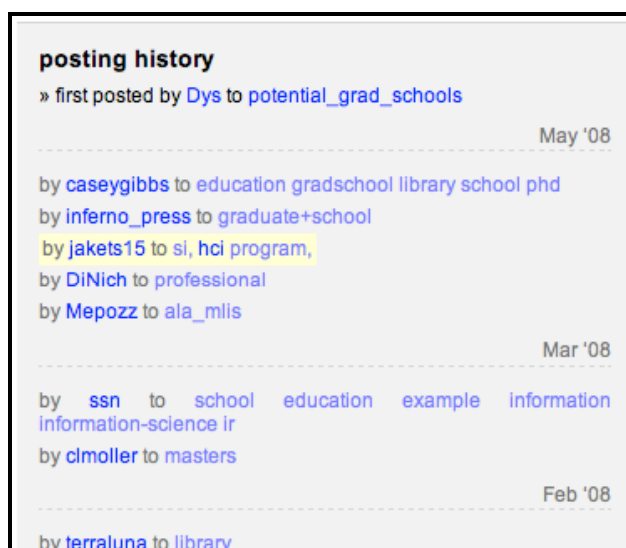 posting history
» first posted by Dys to potential_grad_schools
May '08
by caseygibbs to education gradschool library school phd
by inferno_press to graduate+school
by jakets15 to si, hci program,
by DiNich to professional
by Mepozz to ala_mlis
Mar '08
by ssn to school education example information
information-science ir
by clmoller to masters
Feb '08
by terraluna to library